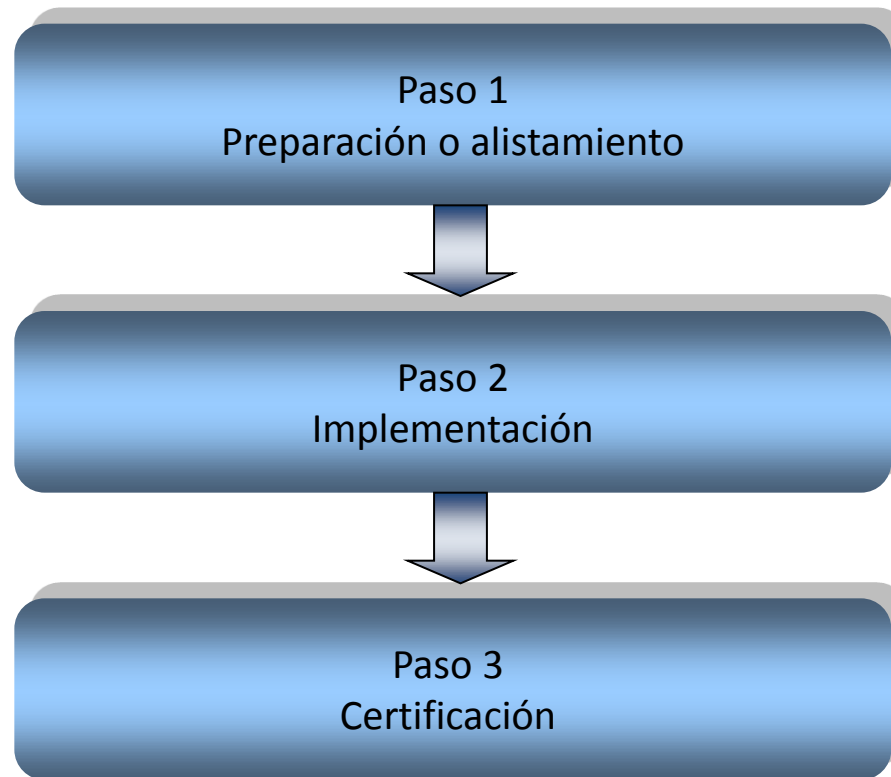 Paso 1
Preparación o alistamiento
Paso 2
Implementación
Paso 3
Certificación